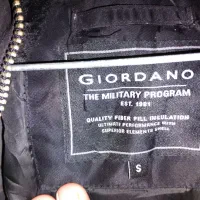 GIORDANO
THE MILITARY PROGRAM
EST. 1981
QUALITY FIBER FILL INSULATION
ULTIMATE PERFORMANCE WITH
SUPERIOR ELEMENTS SHELL
S